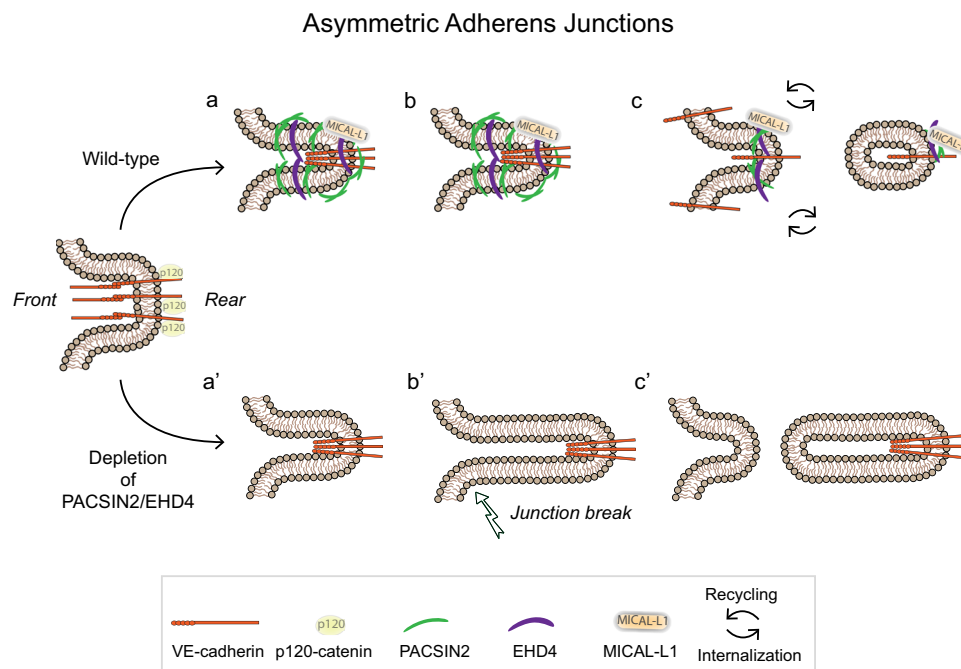 Asymmetric Adherens Junctions
a
b
c
MICAL-L1
MICAL-L1
MICAL-L1
MICAL-L
Wild-type
p120
p120
p120
Front
Rear
a’
b’
c’
Depletion
of
PACSIN2/EHD4
Junction break
p120
MICAL-L1
Recycling
VE-cadherin
p120-catenin
PACSIN2
EHD4
MICAL-L1
Internalization